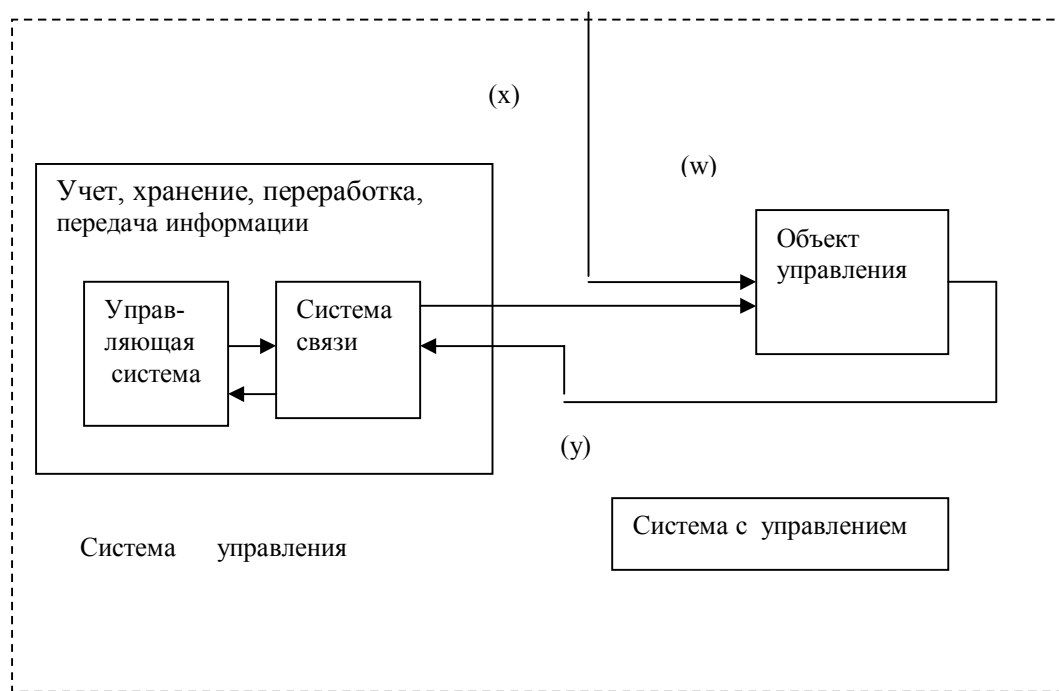 (x)
(w)
Учет, хранение, переработка,
передача информации
Объект
управления
Управ-
ляющая
система
Система
связи
(y)
Система с управлением
Система управления